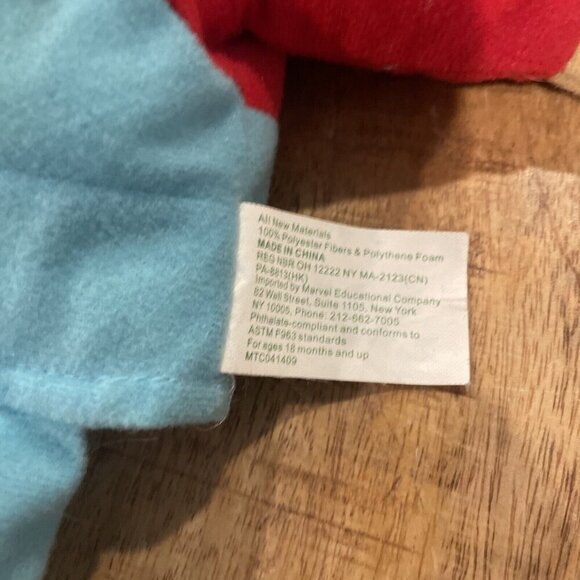 All New Materials
100% Polyester Fibers & Polythene Foam
MADE IN CHINA
REG NBR OH 12222 NY MA-2123(CN)
PA-8813(HK)
Imported by Marvel Educational Company
82 Wall Street, Suite 1105, New York
NY 10005, Phone: 212-662-7005
Phthalate-compliant and conforms to
ASTM F963 standards
For ages 18 months and up
MTC041409